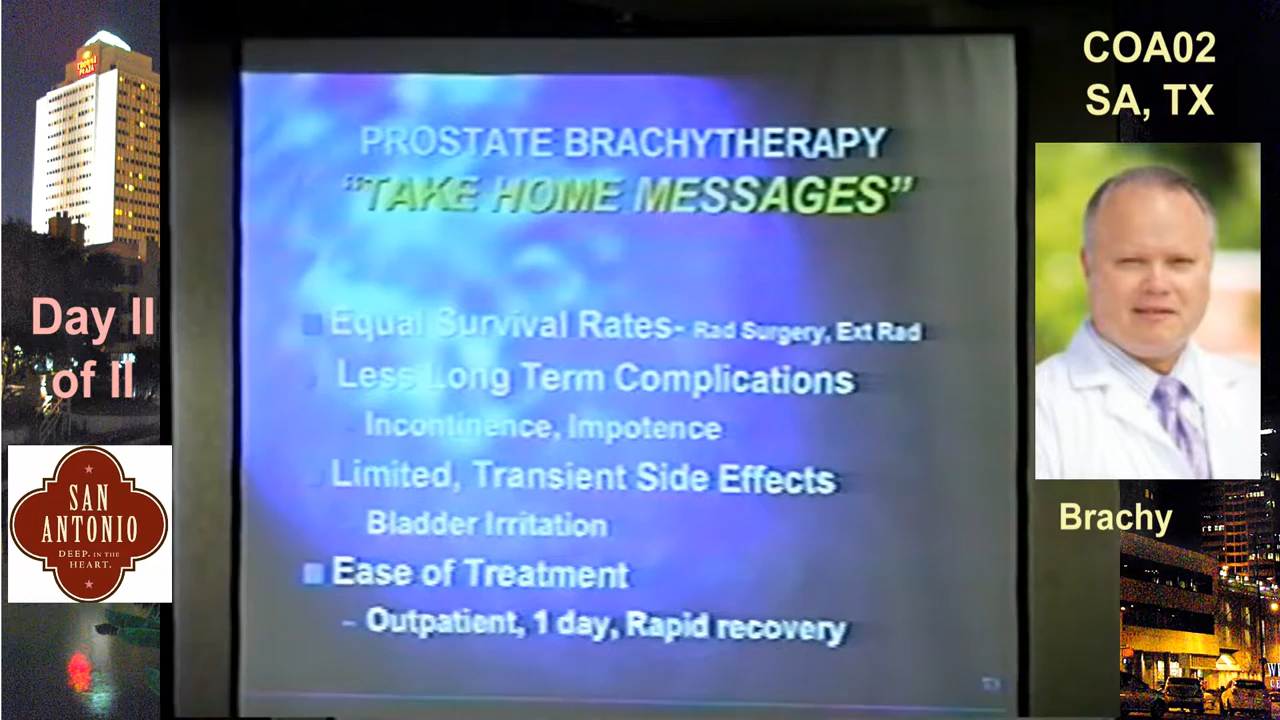 COA02
SA, TX
PROSTATE BRACHYTHERAPY
“TAKE HOME MESSAGES”
Equal Survival Rates- Rad Surgery, Ext Rad
Less Long Term Complications
Incontinence, Impotence
Limited, Transient Side Effects
Bladder Irritation
Ease of Treatment
– Outpatient, 1 day, Rapid recovery
Day II
of II
SAN
ANTONIO
DEEP. IN THE
HEART.
Brachy